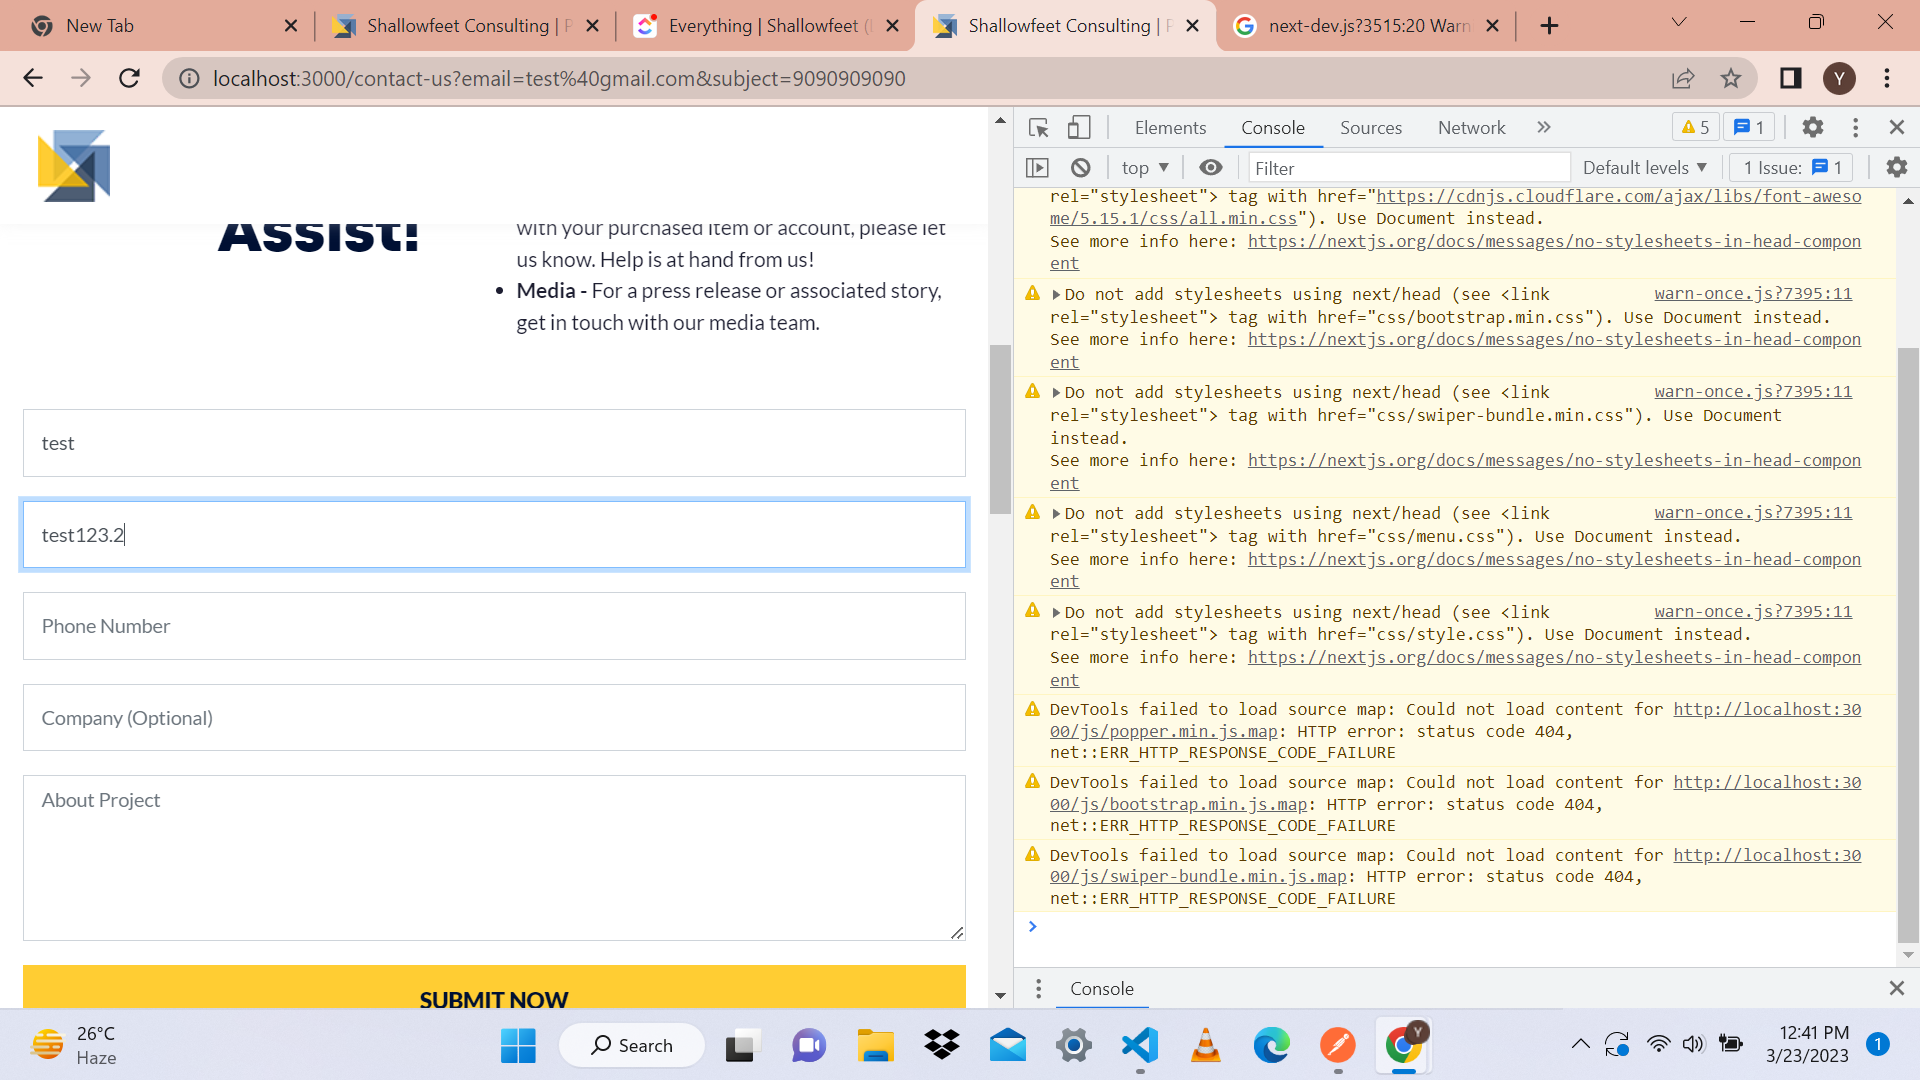 New Tab
Shallowfeet Consulting | P
Everything | Shallowfeet (
Shallowfeet Consulting | P
next-dev.js?3515:20 Warn
localhost:3000/contact-us?email=test%40gmail.com&subject=9090909090
Y
Assist!
with your purchased item or account, please let
us know. Help is at hand from us!
• Media - For a press release or associated story,
get in touch with our media team.
test
test123.2
Phone Number
Company (Optional)
About Project
SUBMIT NOW
Elements
Console
Sources
Network
5
1
top
Filter
Default levels
1 Issue:
1
rel="stylesheet"> tag with href="https://cdnjs.cloudflare.com/ajax/libs/font-aweso
me/5.15.1/css/all.min.css"). Use Document instead.
See more info here: https://nextjs.org/docs/messages/no-stylesheets-in-head-compon
ent
Do not add stylesheets using next/head (see <link warn-once.js?7395:11
rel="stylesheet"> tag with href="css/bootstrap.min.css"). Use Document instead.
See more info here: https://nextjs.org/docs/messages/no-stylesheets-in-head-compon
ent
Do not add stylesheets using next/head (see <link warn-once.js?7395:11
rel="stylesheet"> tag with href="css/swiper-bundle.min.css"). Use Document
instead.
See more info here: https://nextjs.org/docs/messages/no-stylesheets-in-head-compon
ent
Do not add stylesheets using next/head (see <link warn-once.js?7395:11
rel="stylesheet"> tag with href="css/menu.css"). Use Document instead.
See more info here: https://nextjs.org/docs/messages/no-stylesheets-in-head-compon
ent
Do not add stylesheets using next/head (see <link warn-once.js?7395:11
rel="stylesheet"> tag with href="css/style.css"). Use Document instead.
See more info here: https://nextjs.org/docs/messages/no-stylesheets-in-head-compon
ent
DevTools failed to load source map: Could not load content for http://localhost:30
00/js/popper.min.js.map: HTTP error: status code 404,
net::ERR_HTTP_RESPONSE_CODE_FAILURE
DevTools failed to load source map: Could not load content for http://localhost:30
00/js/bootstrap.min.js.map: HTTP error: status code 404,
net::ERR_HTTP_RESPONSE_CODE_FAILURE
DevTools failed to load source map: Could not load content for http://localhost:30
00/js/swiper-bundle.min.js.map: HTTP error: status code 404,
net::ERR_HTTP_RESPONSE_CODE_FAILURE
Console
26°C
Haze
Search
Y
12:41 PM
3/23/2023
1